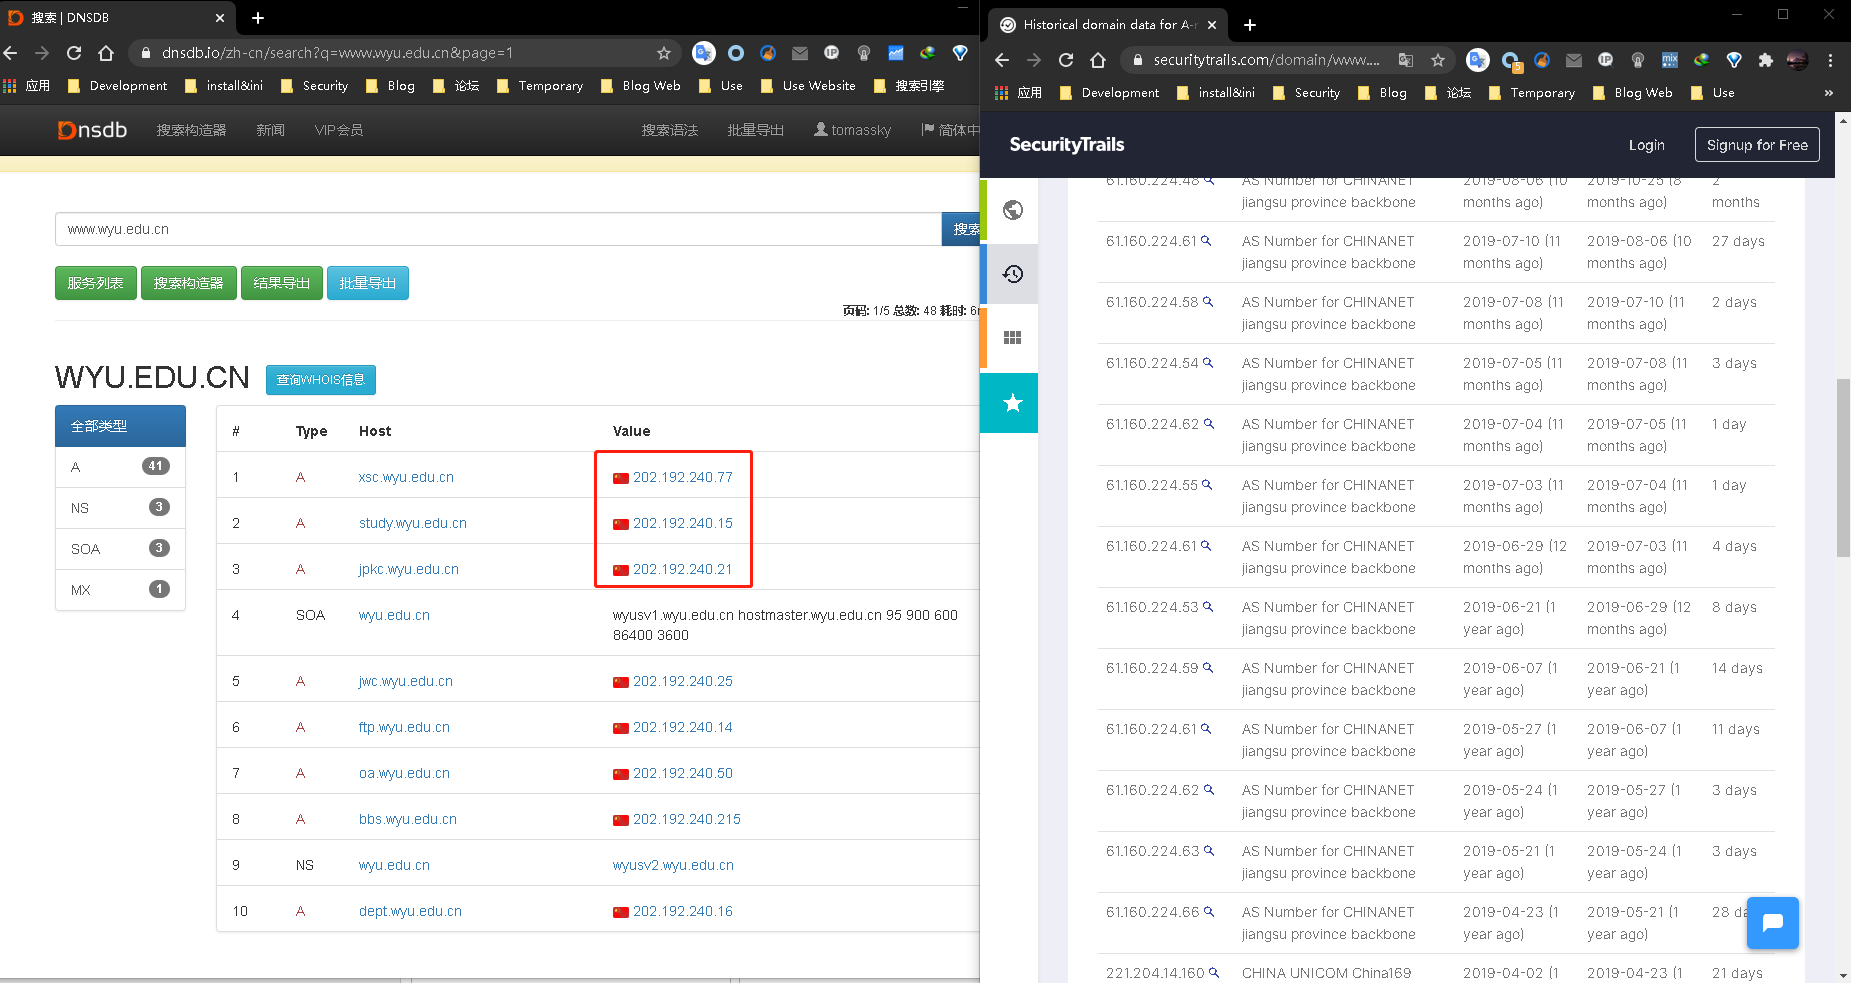 搜索 | DNSDB
dnsdb.io/zh-cn/search?q=www.wyu.edu.cn&page=1
应用 Development install&ini Security Blog 论坛 Temporary Blog Web Use Use Website 搜索引擎
Dnsdb 搜索构造器 新闻 VIP会员 搜索语法 批量导出 tomassky 简体中
www.wyu.edu.cn 搜索
服务列表 搜索构造器 结果导出 批量导出
页码: 1/5 总数: 48 耗时: 6
WYU.EDU.CN 查询WHOIS信息
全部类型
A 41
NS 3
SOA 3
MX 1
# Type Host Value
1 A xsc.wyu.edu.cn 202.192.240.77
2 A study.wyu.edu.cn 202.192.240.15
3 A jpkc.wyu.edu.cn 202.192.240.21
4 SOA wyu.edu.cn wyusv1.wyu.edu.cn hostmaster.wyu.edu.cn 95 900 600
86400 3600
5 A jwc.wyu.edu.cn 202.192.240.25
6 A ftp.wyu.edu.cn 202.192.240.14
7 A oa.wyu.edu.cn 202.192.240.50
8 A bbs.wyu.edu.cn 202.192.240.215
9 NS wyu.edu.cn wyusv2.wyu.edu.cn
10 A dept.wyu.edu.cn 202.192.240.16
Historical domain data for A-r
securitytrails.com/domain/www....
应用 Development install&ini Security Blog 论坛 Temporary Blog Web Use »
SecurityTrails Login Signup for Free
61.160.224.48 AS Number for CHINANET 2019-08-06 (10 2019-10-25 (8 2
jiangsu province backbone months ago) months ago) months
61.160.224.61 AS Number for CHINANET 2019-07-10 (11 2019-08-06 (10 27 days
jiangsu province backbone months ago) months ago)
61.160.224.58 AS Number for CHINANET 2019-07-08 (11 2019-07-10 (11 2 days
jiangsu province backbone months ago) months ago)
61.160.224.54 AS Number for CHINANET 2019-07-05 (11 2019-07-08 (11 3 days
jiangsu province backbone months ago) months ago)
61.160.224.62 AS Number for CHINANET 2019-07-04 (11 2019-07-05 (11 1 day
jiangsu province backbone months ago) months ago)
61.160.224.55 AS Number for CHINANET 2019-07-03 (11 2019-07-04 (11 1 day
jiangsu province backbone months ago) months ago)
61.160.224.61 AS Number for CHINANET 2019-06-29 (12 2019-07-03 (11 4 days
jiangsu province backbone months ago) months ago)
61.160.224.53 AS Number for CHINANET 2019-06-21 (1 2019-06-29 (12 8 days
jiangsu province backbone year ago) months ago)
61.160.224.59 AS Number for CHINANET 2019-06-07 (1 2019-06-21 (1 14 days
jiangsu province backbone year ago) year ago)
61.160.224.61 AS Number for CHINANET 2019-05-27 (1 2019-06-07 (1 11 days
jiangsu province backbone year ago) year ago)
61.160.224.62 AS Number for CHINANET 2019-05-24 (1 2019-05-27 (1 3 days
jiangsu province backbone year ago) year ago)
61.160.224.63 AS Number for CHINANET 2019-05-21 (1 2019-05-24 (1 3 days
jiangsu province backbone year ago) year ago)
61.160.224.66 AS Number for CHINANET 2019-04-23 (1 2019-05-21 (1 28 da
jiangsu province backbone year ago) year ago)
221.204.14.160 CHINA UNICOM China169 2019-04-02 (1 2019-04-23 (1 21 days